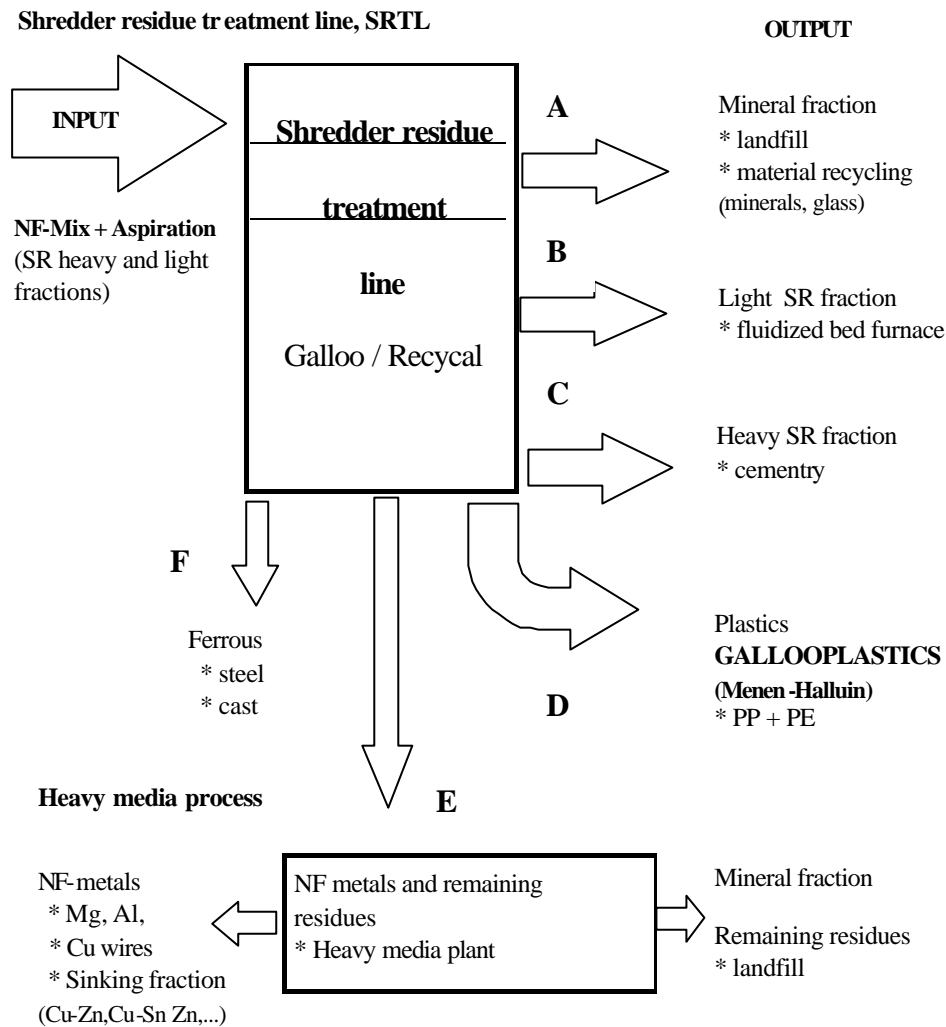 Shredder residue treatment line, SRTL
OUTPUT
INPUT
NF-Mix + Aspiration
(SR heavy and light
fractions)
Shredder residue
treatment
line
Galloo / Recycal
A
Mineral fraction
* landfill
* material recycling
(minerals, glass)
B
Light SR fraction
* fluidized bed furnace
C
Heavy SR fraction
* cementry
F
Ferrous
* steel
* cast
D
Plastics
GALLOOPLASTICS
(Menen-Halluin)
* PP + PE
Heavy media process
E
NF-metals
* Mg, Al,
* Cu wires
* Sinking fraction
(Cu-Zn,Cu-Sn Zn,...)
NF metals and remaining
residues
* Heavy media plant
Mineral fraction
Remaining residues
* landfill